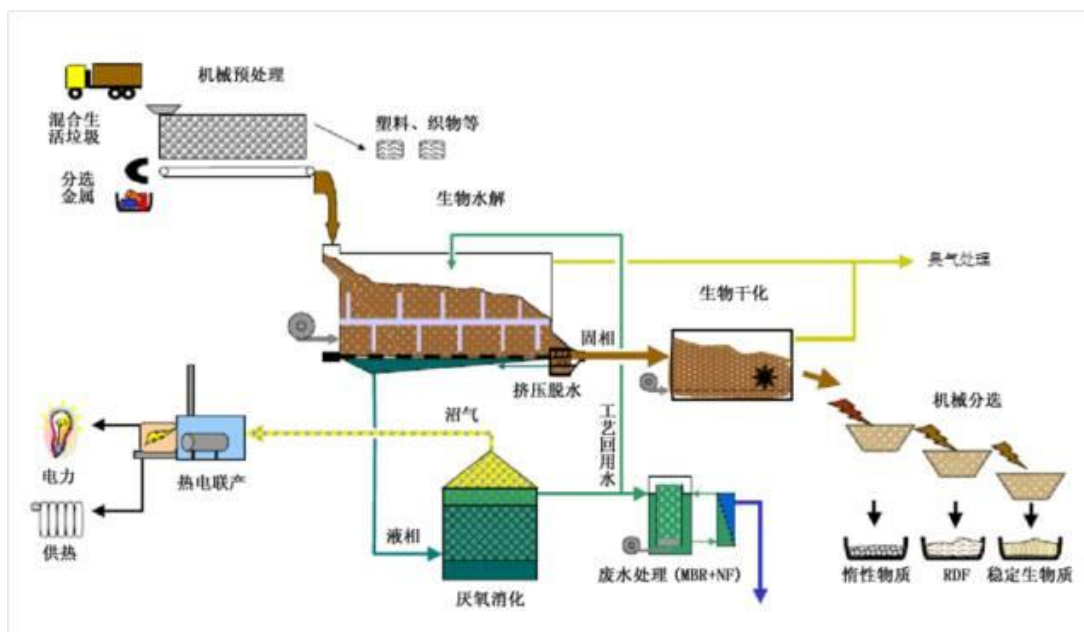 机械预处理
混合生
活垃圾
塑料、织物等
分选
金属
生物水解
臭气处理
生物干化
固相
挤压脱水
机械分选
沼气
工艺回用水
电力
热电联产
供热
液相
厌氧消化
废水处理(MBR+NF)
惰性物质
RDF
稳定生物质